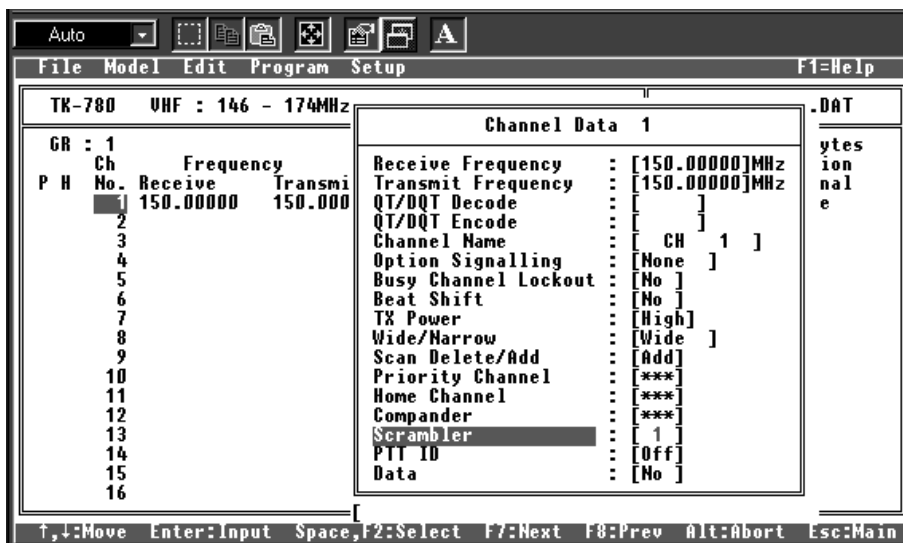 Auto
A
File Model Edit Program Setup F1=Help
TK-780 VHF : 146 - 174MHz .DAT
Channel Data 1
GR : 1 ytes
Ch Frequency ion
P H No. Receive Transmi nal
1 150.00000 150.000 e
2
3
4
5
6
7
8
9
10
11
12
13
14
15
16
Receive Frequency : [150.00000]MHz
Transmit Frequency : [150.00000]MHz
QT/DQT Decode : [ ]
QT/DQT Encode : [ ]
Channel Name : [ CH 1 ]
Option Signalling : [None ]
Busy Channel Lockout : [No ]
Beat Shift : [No ]
TX Power : [High]
Wide/Narrow : [Wide ]
Scan Delete/Add : [Add]
Priority Channel : [***]
Home Channel : [***]
Compander : [***]
Scrambler : [ 1 ]
PTT ID : [Off]
Data : [No ]
[
↑,↓:Move Enter:Input Space,F2:Select F7:Next F8:Prev Alt:Abort Esc:Main